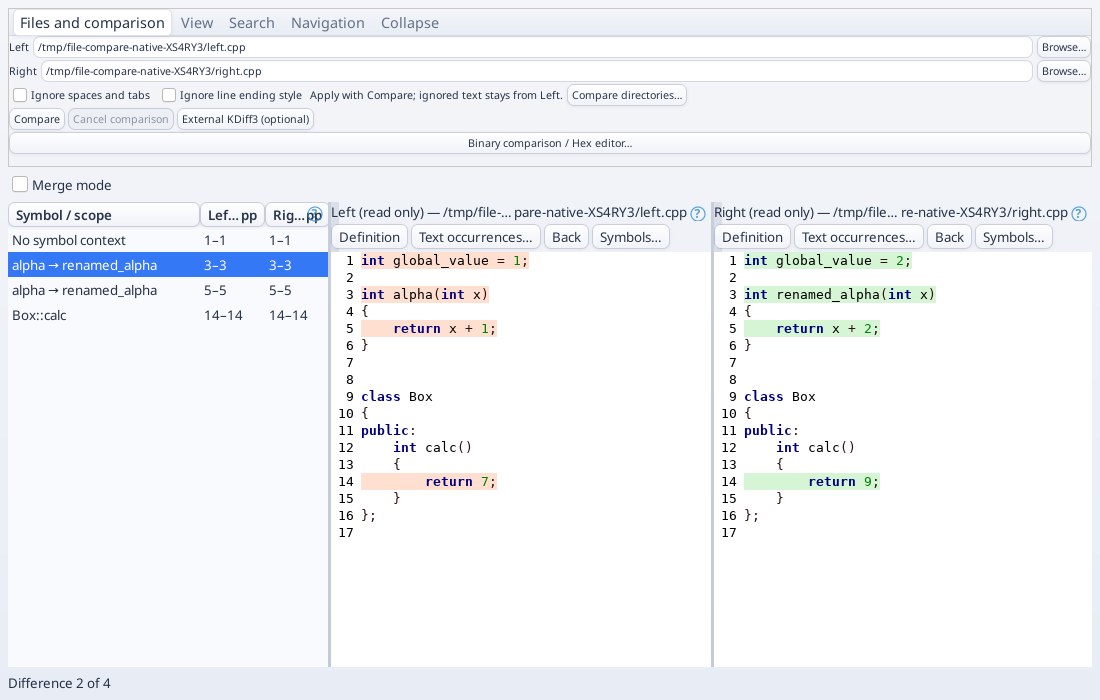 Files and comparison View Search Navigation Collapse
Left /tmp/file-compare-native-XS4RY3/left.cpp Browse...
Right /tmp/file-compare-native-XS4RY3/right.cpp Browse...
Ignore spaces and tabs Ignore line ending style Apply with Compare; ignored text stays from Left. Compare directories...
Compare Cancel comparison External KDiff3 (optional)
Binary comparison / Hex editor...
Merge mode
Symbol / scope Lef...pp Rig...pp ?
No symbol context 1–1 1–1
alpha → renamed_alpha 3–3 3–3
alpha → renamed_alpha 5–5 5–5
Box::calc 14–14 14–14
Left (read only) — /tmp/file-... pare-native-XS4RY3/left.cpp ?
Definition Text occurrences... Back Symbols...
1 int global_value = 1;
2
3 int alpha(int x)
4 {
5     return x + 1;
6 }
7
8
9 class Box
10 {
11 public:
12     int calc()
13     {
14         return 7;
15     }
16 };
17
Right (read only) — /tmp/file... re-native-XS4RY3/right.cpp ?
Definition Text occurrences... Back Symbols...
1 int global_value = 2;
2
3 int renamed_alpha(int x)
4 {
5     return x + 2;
6 }
7
8
9 class Box
10 {
11 public:
12     int calc()
13     {
14         return 9;
15     }
16 };
17
Difference 2 of 4